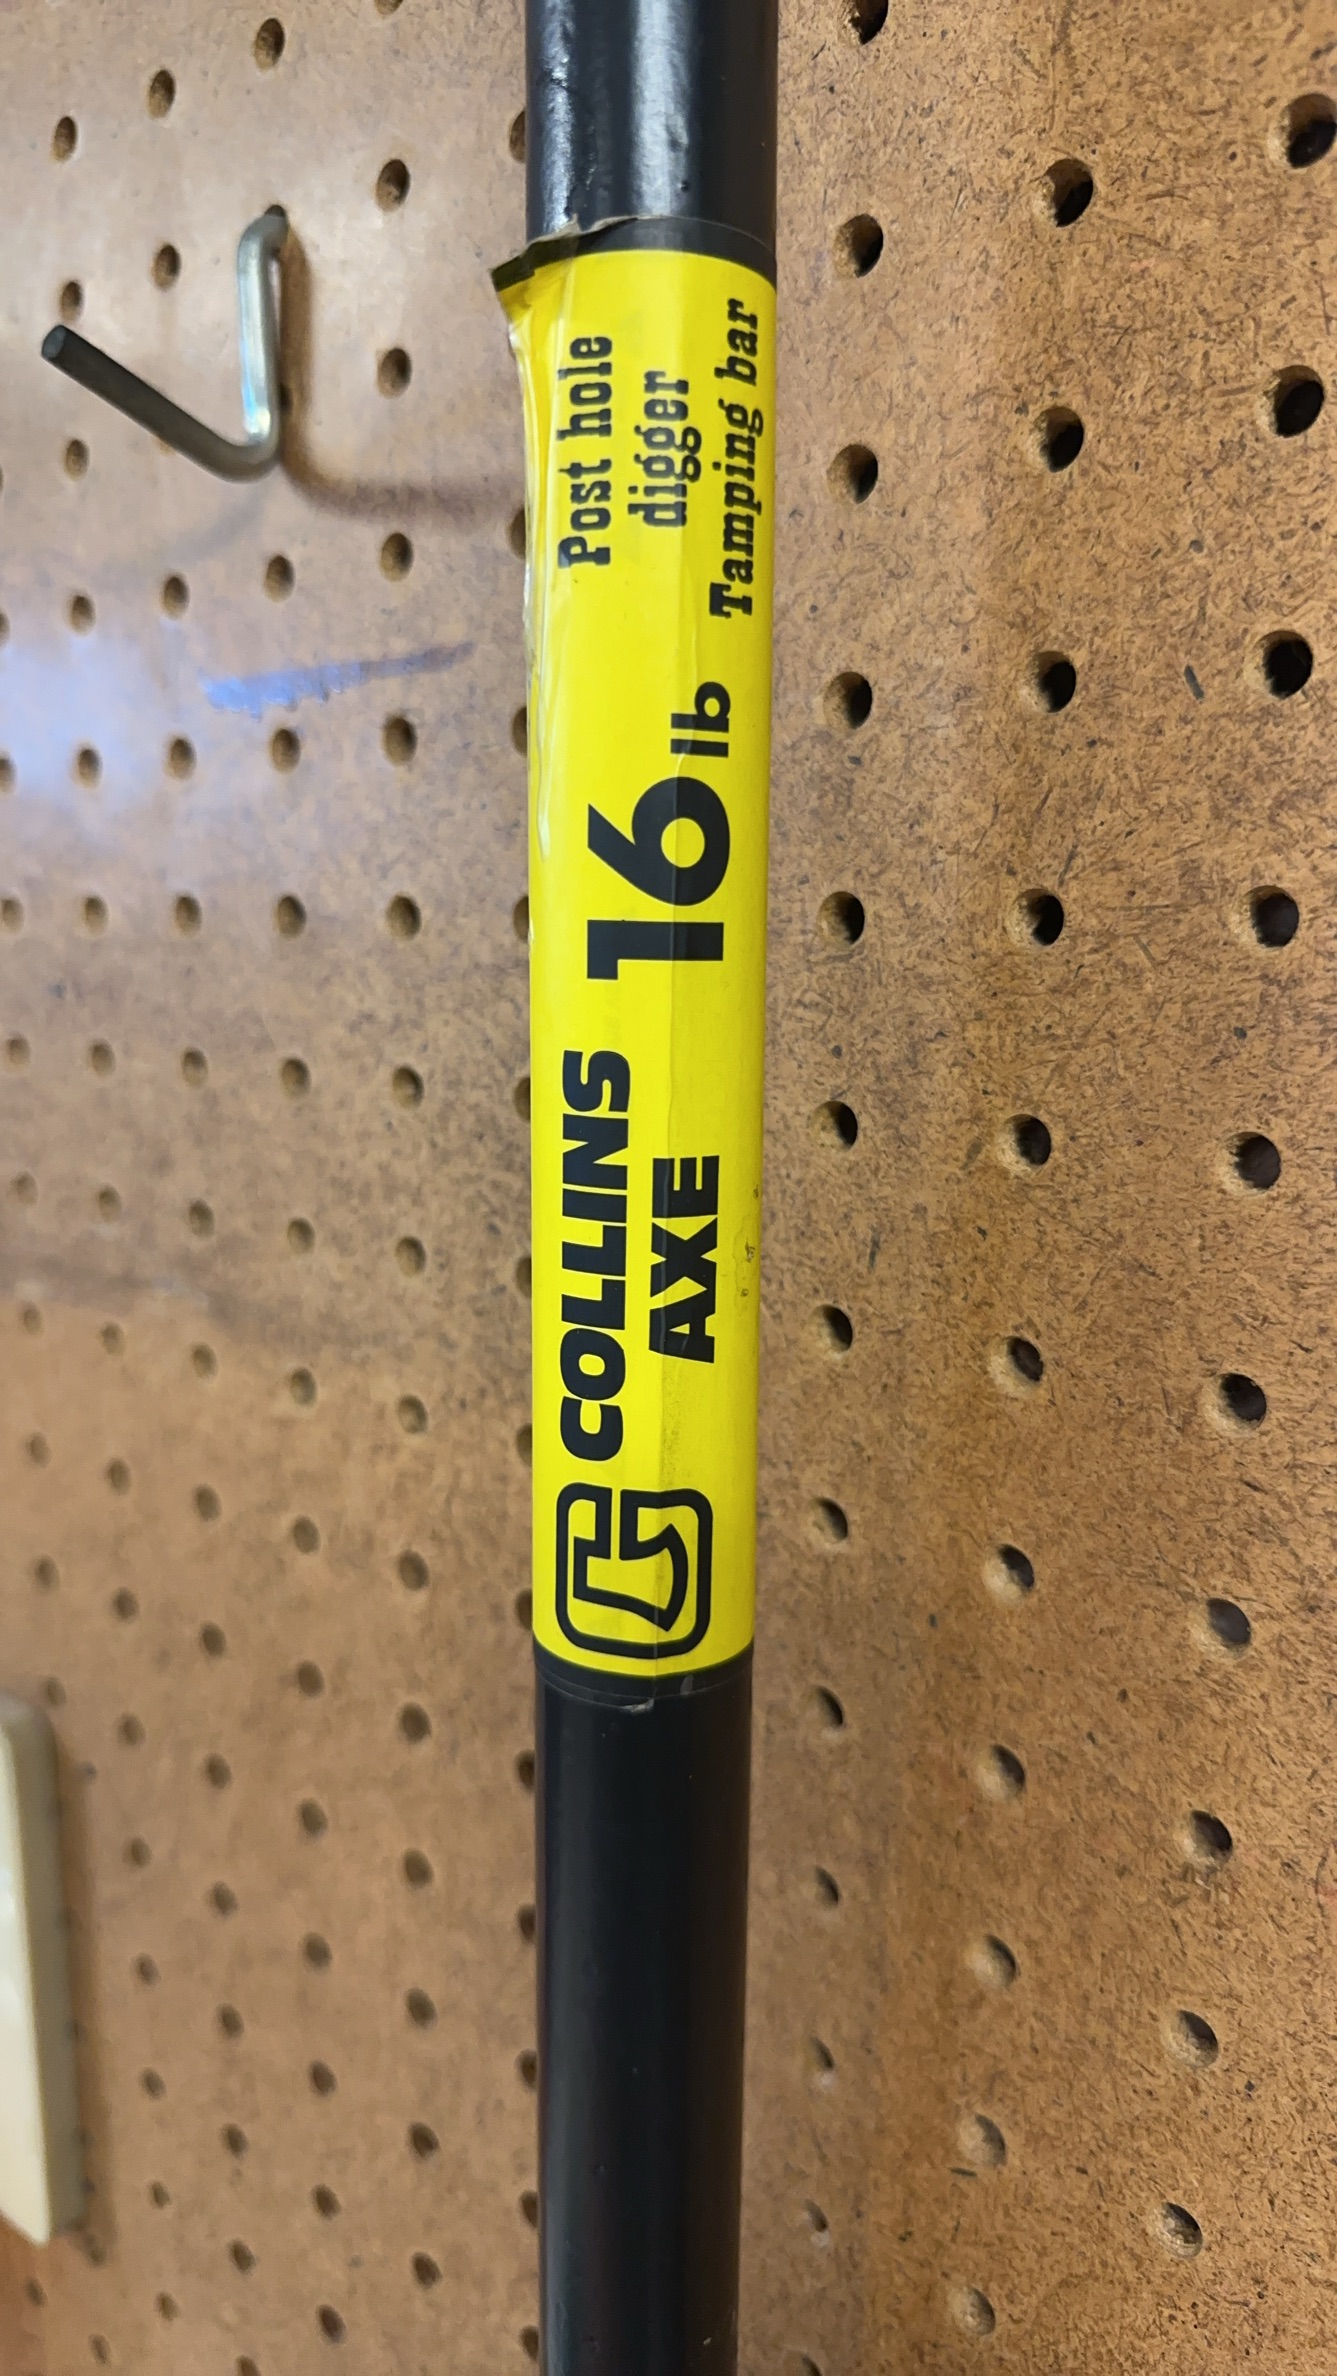 COLLINS
AXE
16 lb
Post hole
digger
Tamping bar